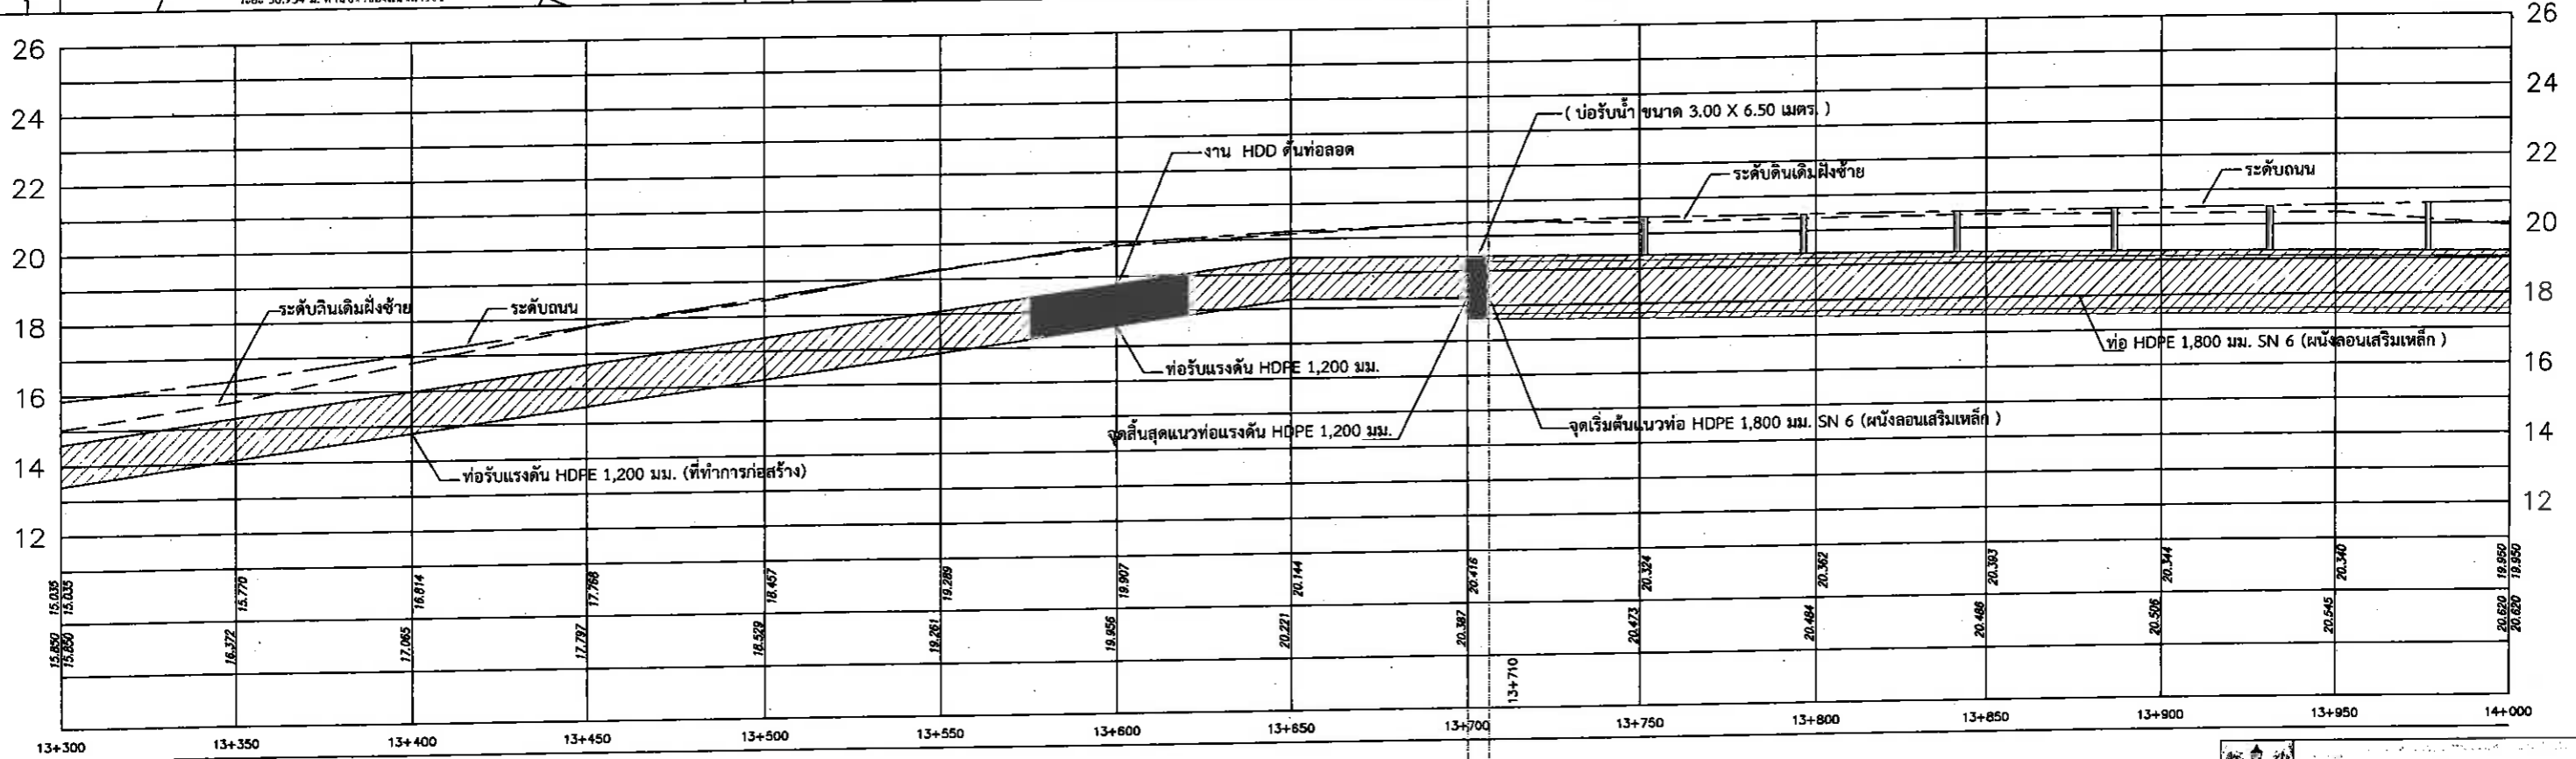 26 26
24 24
22 22
20 20
18 18
16 16
14 14
12 12
( บ่อรับน้ำ ขนาด 3.00 X 6.50 เมตร. )
งาน HDD ดันท่อลอด
ระดับดินเดิมฝั่งซ้าย
ระดับถนน
ระดับดินเดิมฝั่งซ้าย
ระดับถนน
ท่อ HDPE 1,800 มม. SN 6 (ผนังลอนเสริมเหล็ก )
ท่อรับแรงดัน HDPE 1,200 มม.
จุดสิ้นสุดแนวท่อแรงดัน HDPE 1,200 มม.
จุดเริ่มต้นแนวท่อ HDPE 1,800 มม. SN 6 (ผนังลอนเสริมเหล็ก )
ท่อรับแรงดัน HDPE 1,200 มม. (ที่ทำการก่อสร้าง)
15.035 15.035 15.770 16.814 17.768 18.457 19.289 19.907 20.144 20.416 20.324 20.362 20.393 20.344 20.340 19.950 19.950
15.850 15.850 16.372 17.065 17.797 18.529 19.261 19.956 20.221 20.387 20.473 20.484 20.486 20.506 20.545 20.620 20.620
13+710
13+300 13+350 13+400 13+450 13+500 13+550 13+600 13+650 13+700 13+750 13+800 13+850 13+900 13+950 14+000